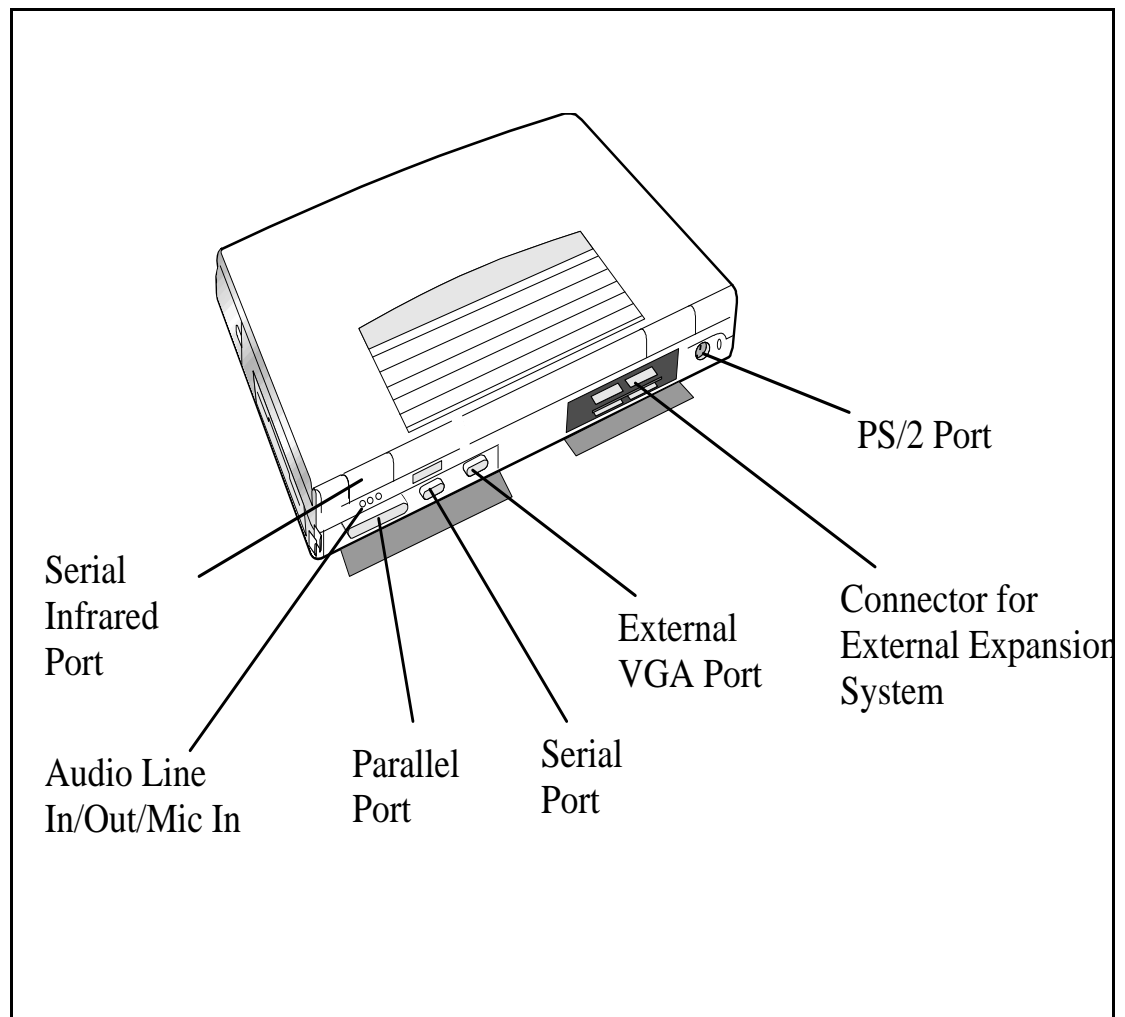 PS/2 Port
Serial
Infrared
Port
External
VGA Port
Connector for
External Expansion
System
Audio Line
In/Out/Mic In
Parallel
Port
Serial
Port